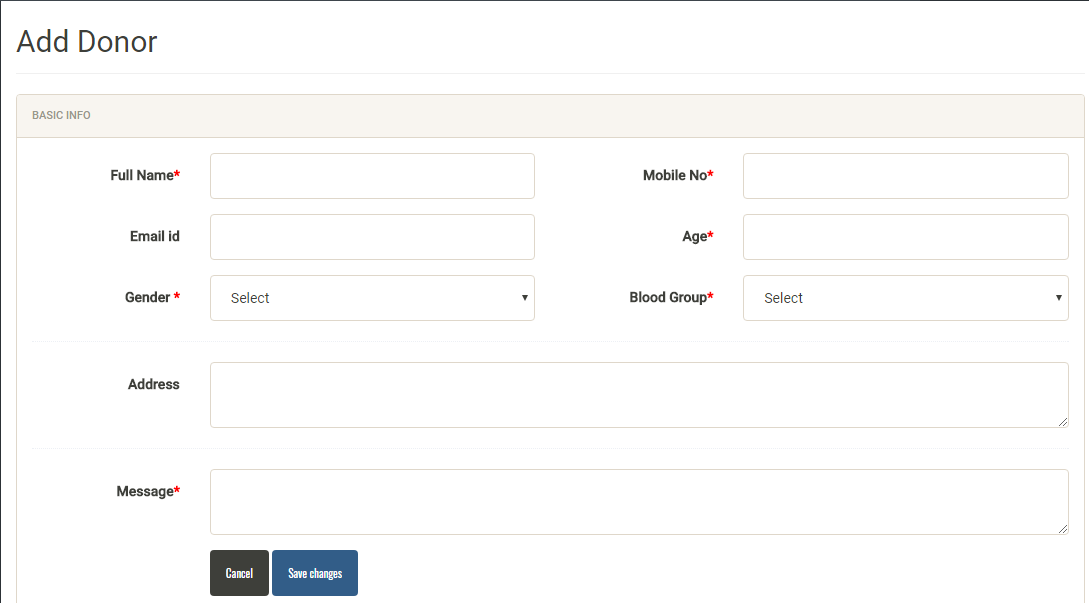 Add Donor
BASIC INFO
Full Name*
Mobile No*
Email id
Age*
Gender *
Select
Blood Group*
Select
Address
Message*
Cancel
Save changes